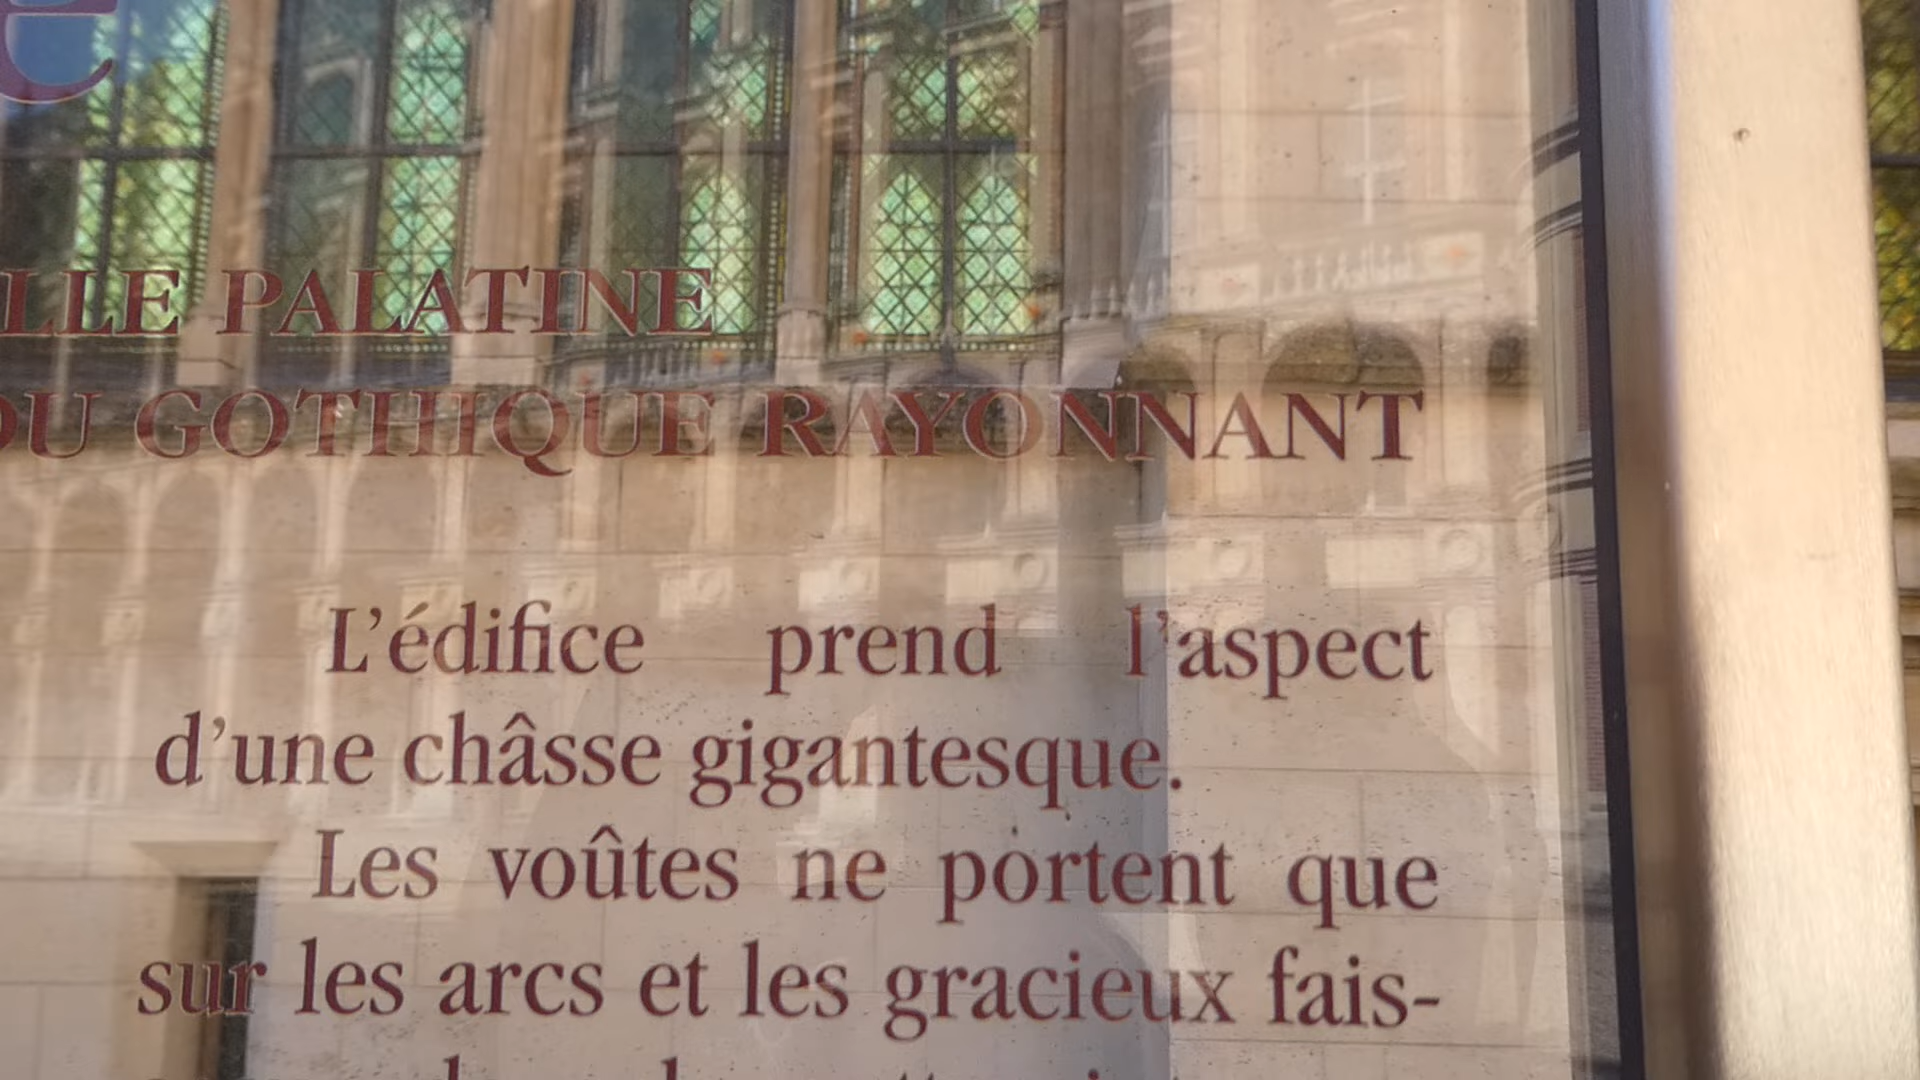 LLE PALATINE
DU GOTHIQUE RAYONNANT
L’édifice prend l’aspect
d’une châsse gigantesque.
Les voûtes ne portent que
sur les arcs et les gracieux fais-